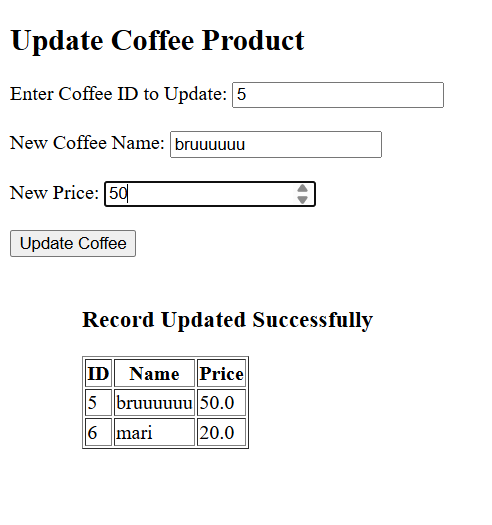 Update Coffee Product
Enter Coffee ID to Update: 5
New Coffee Name: bruuuuuu
New Price: 50
Update Coffee
Record Updated Successfully
ID Name Price
5 bruuuuuu 50.0
6 mari 20.0